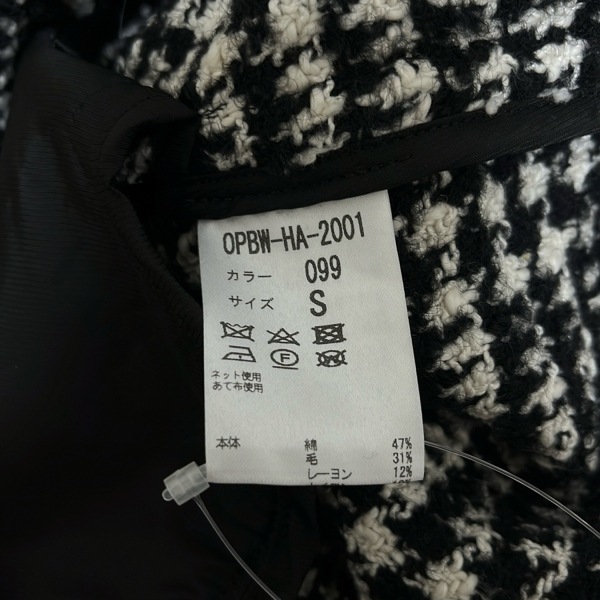 OPBW-HA-2001
カラー 099
サイズ S
F
W
ネット使用
あて布使用
本体 綿 47%
毛 31%
レーヨン 12%